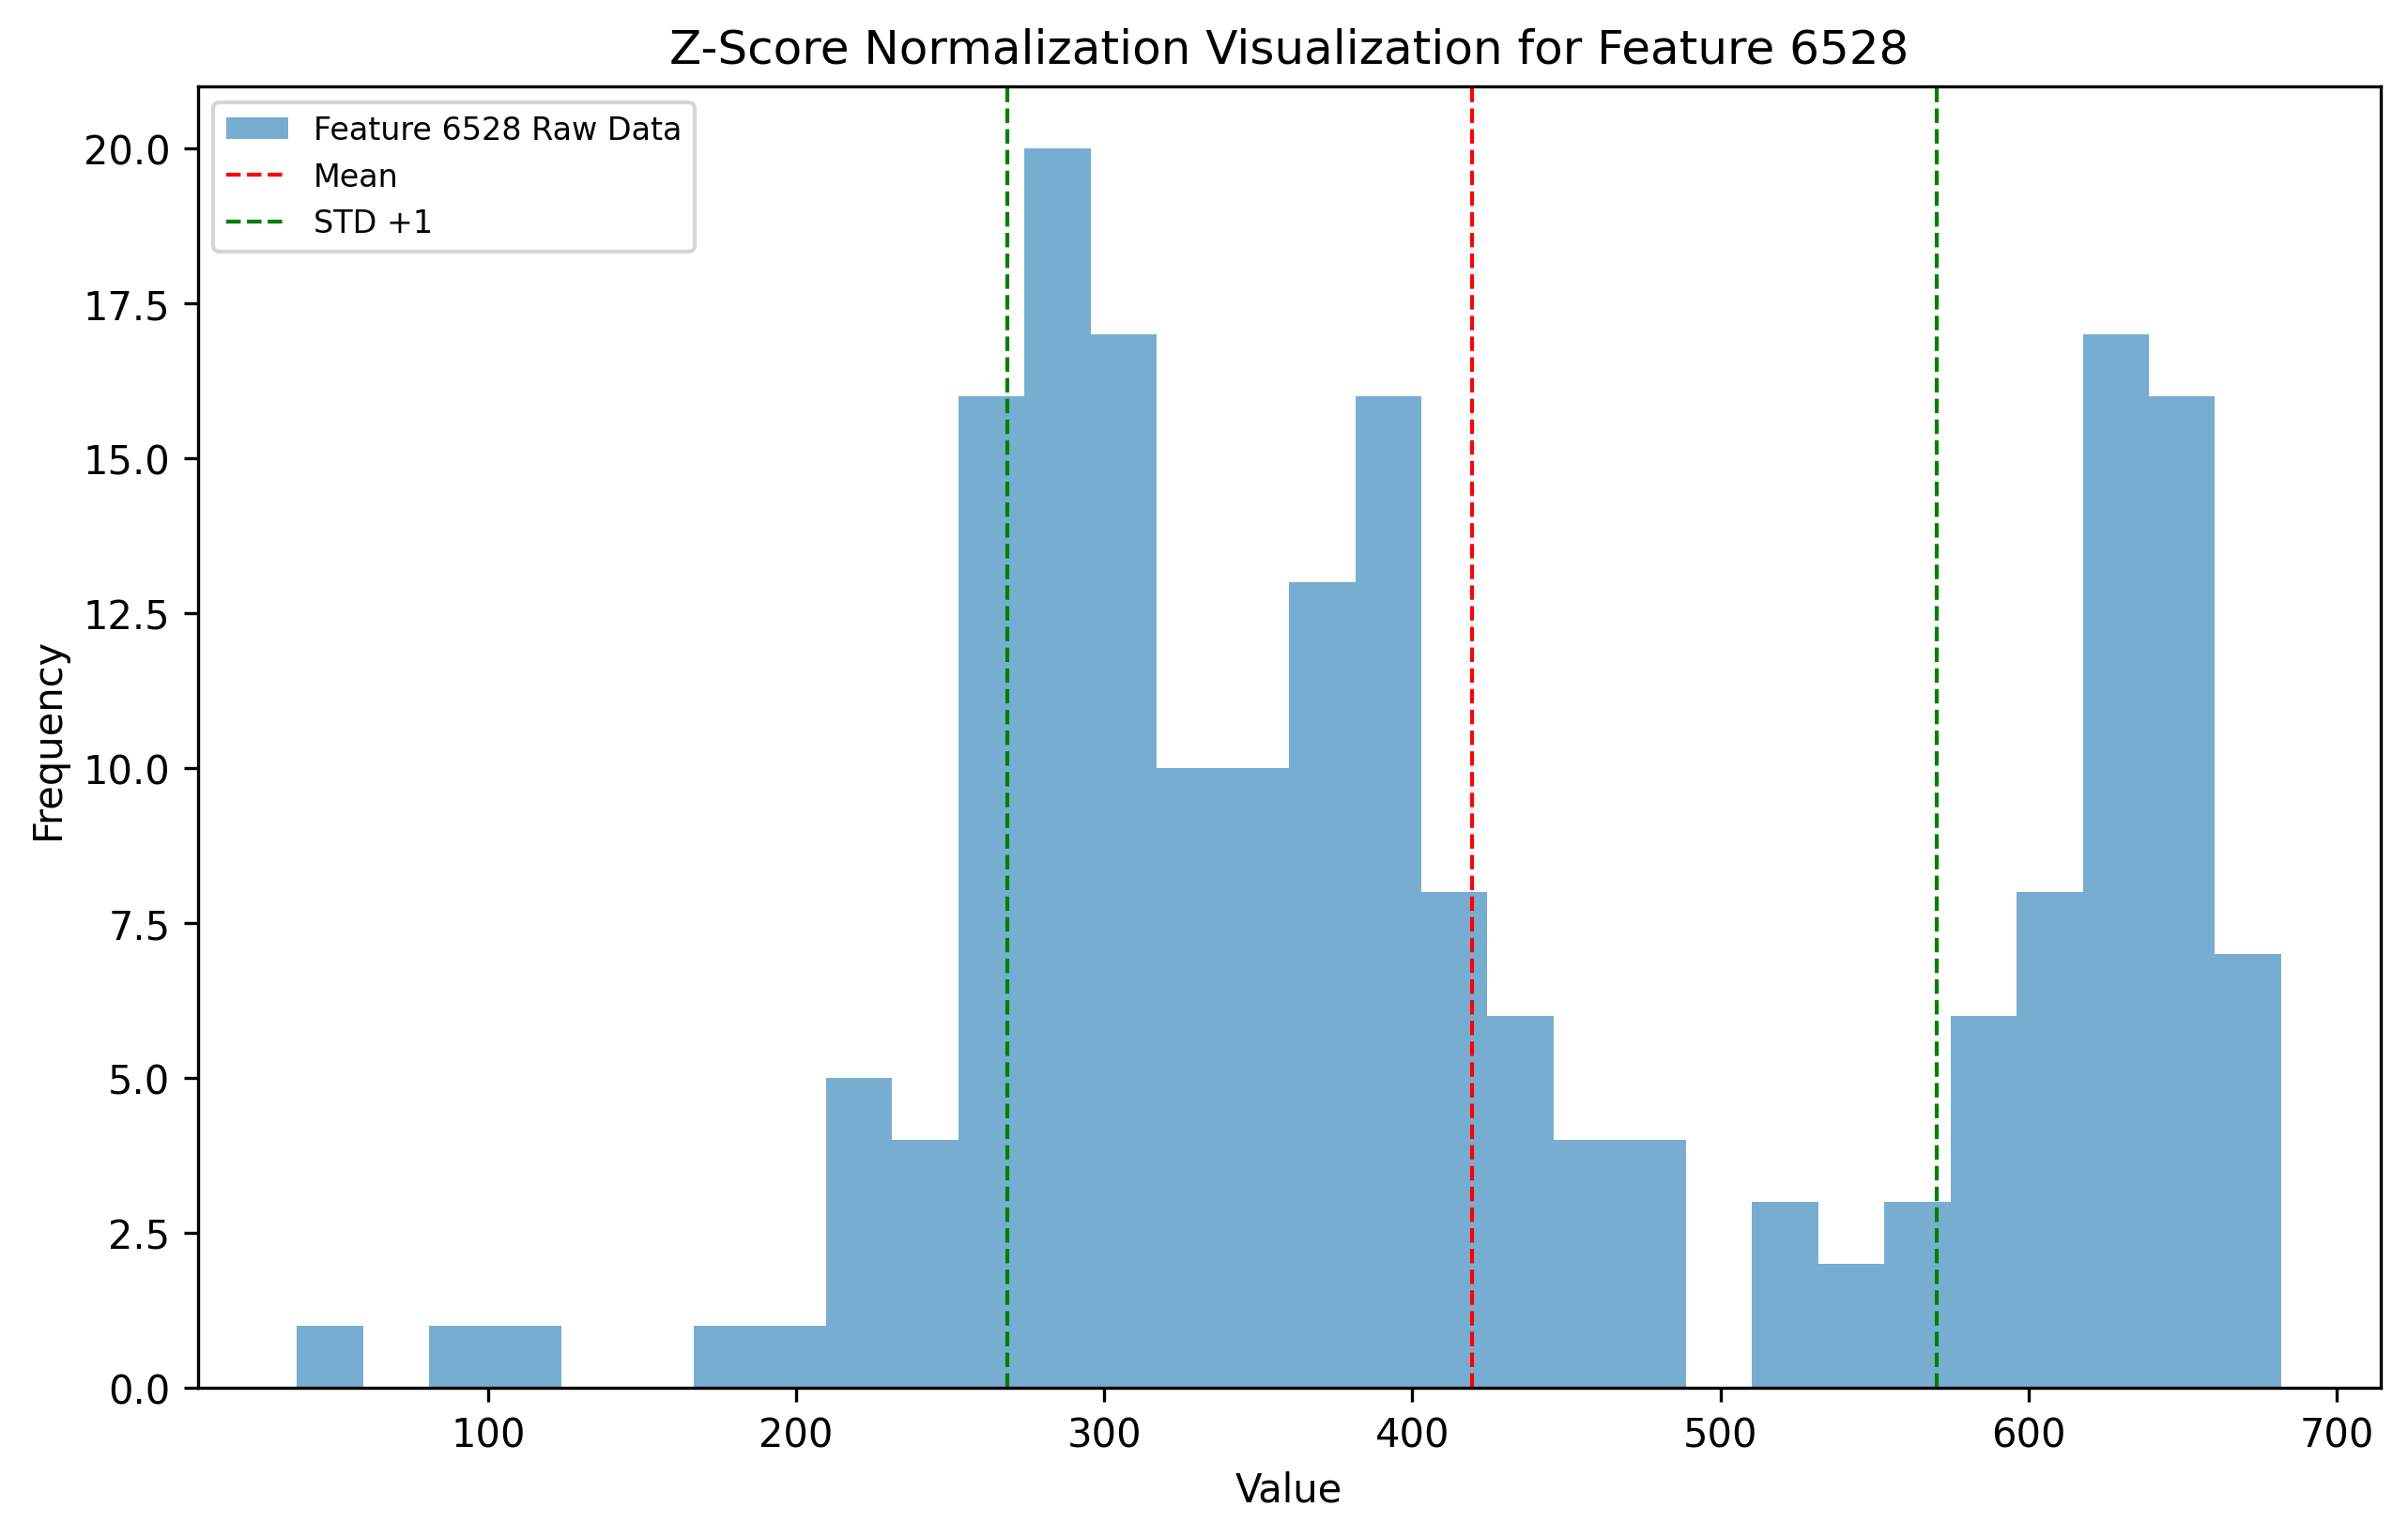 Z-Score Normalization Visualization for Feature 6528
Feature 6528 Raw Data
Mean
STD +1
20.0
17.5
15.0
12.5
10.0
7.5
5.0
2.5
0.0
Frequency
100 200 300 400 500 600 700
Value